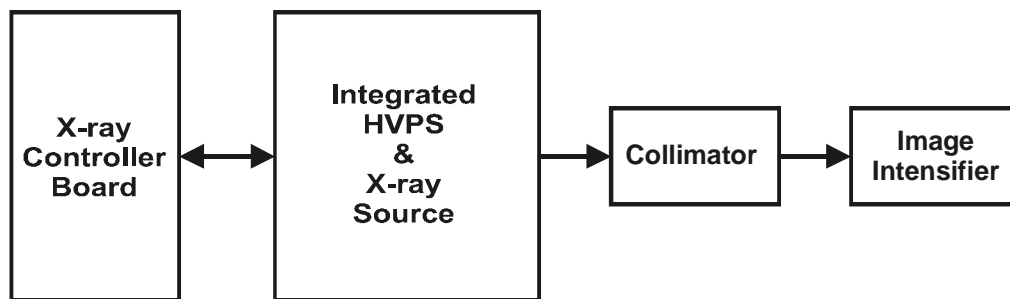 X-ray
Controller
Board
Integrated
HVPS
&
X-ray
Source
Collimator
Image
Intensifier